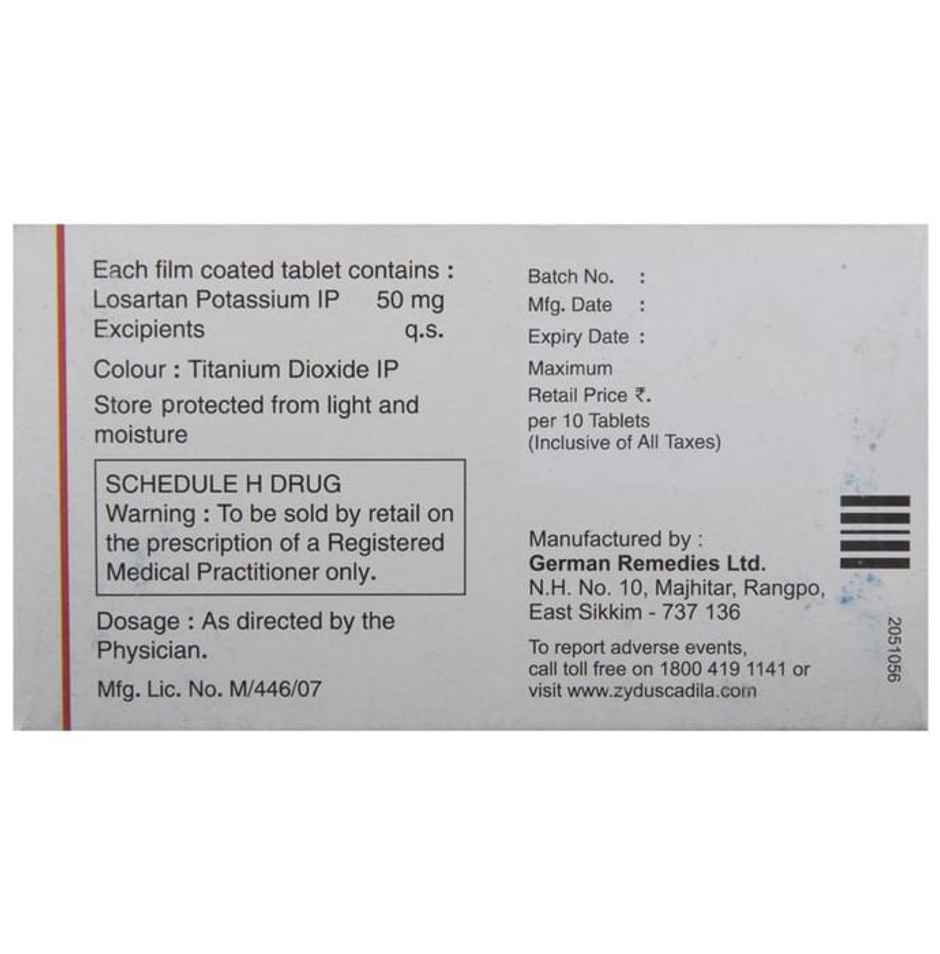 Each film coated tablet contains :
Losartan Potassium IP 50 mg
Excipients q.s.
Colour : Titanium Dioxide IP
Store protected from light and
moisture
SCHEDULE H DRUG
Warning : To be sold by retail on
the prescription of a Registered
Medical Practitioner only.
Dosage : As directed by the
Physician.
Mfg. Lic. No. M/446/07
Batch No. :
Mfg. Date :
Expiry Date :
Maximum
Retail Price ₹.
per 10 Tablets
(Inclusive of All Taxes)
Manufactured by :
German Remedies Ltd.
N.H. No. 10, Majhitar, Rangpo,
East Sikkim - 737 136
To report adverse events,
call toll free on 1800 419 1141 or
visit www.zyduscadila.com
2051056